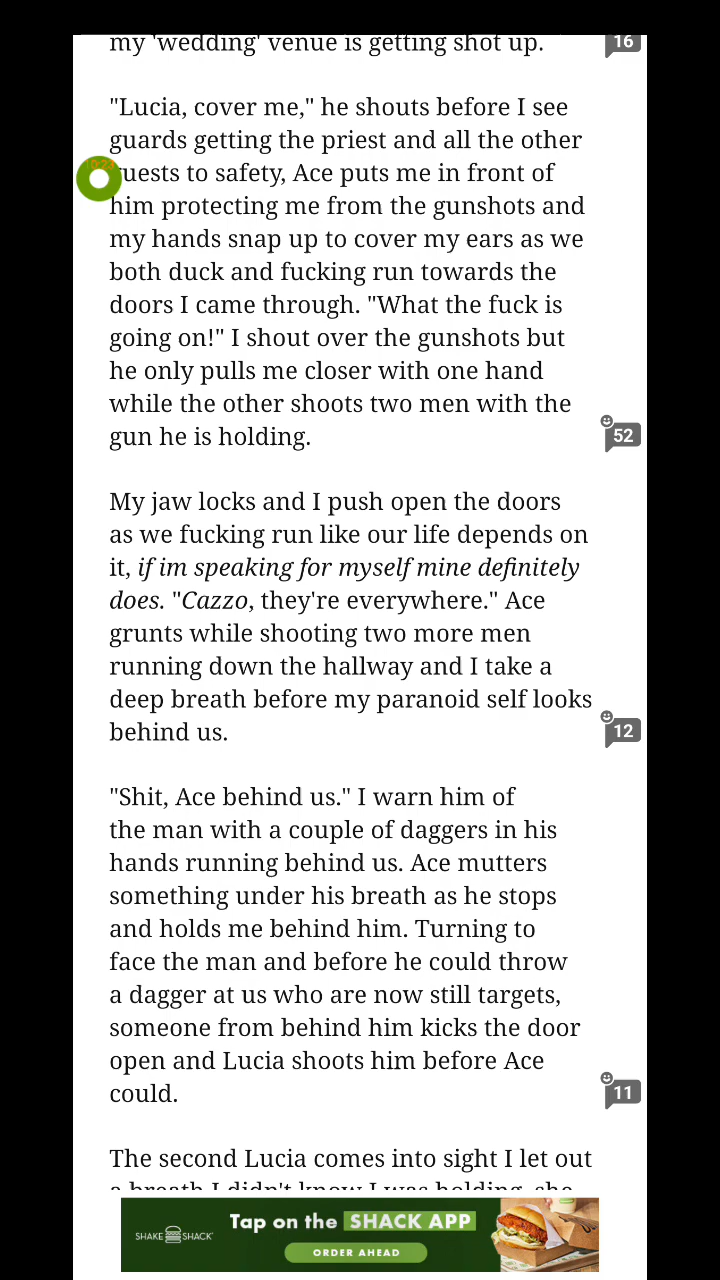 my 'wedding' venue is getting shot up.
16
"Lucia, cover me," he shouts before I see
guards getting the priest and all the other
guests to safety, Ace puts me in front of
him protecting me from the gunshots and
my hands snap up to cover my ears as we
both duck and fucking run towards the
doors I came through. "What the fuck is
going on!" I shout over the gunshots but
he only pulls me closer with one hand
while the other shoots two men with the
gun he is holding.
52
My jaw locks and I push open the doors
as we fucking run like our life depends on
it, if im speaking for myself mine definitely
does. "Cazzo, they're everywhere." Ace
grunts while shooting two more men
running down the hallway and I take a
deep breath before my paranoid self looks
behind us.
12
"Shit, Ace behind us." I warn him of
the man with a couple of daggers in his
hands running behind us. Ace mutters
something under his breath as he stops
and holds me behind him. Turning to
face the man and before he could throw
a dagger at us who are now still targets,
someone from behind him kicks the door
open and Lucia shoots him before Ace
could.
11
The second Lucia comes into sight I let out
a breath I didn't know I was holding, she
SHAKE SHACK
Tap on the SHACK APP
ORDER AHEAD